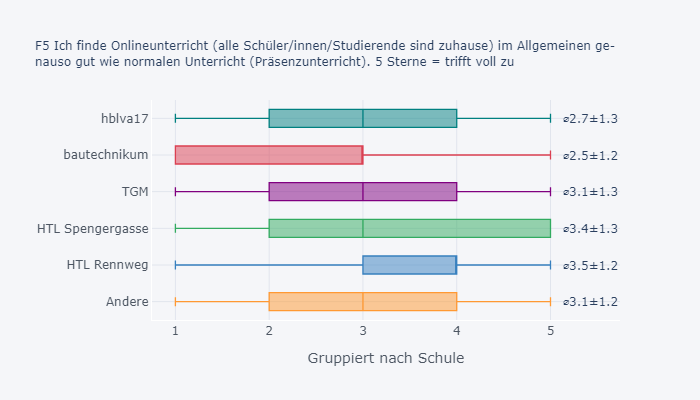 F5 Ich finde Onlineunterricht (alle Schüler/innen/Studierende sind zuhause) im Allgemeinen ge-
nauso gut wie normalen Unterricht (Präsenzunterricht). 5 Sterne = trifft voll zu
hblva17 ⌀2.7±1.3
bautechnikum ⌀2.5±1.2
TGM ⌀3.1±1.3
HTL Spengergasse ⌀3.4±1.3
HTL Rennweg ⌀3.5±1.2
Andere ⌀3.1±1.2
1 2 3 4 5
Gruppiert nach Schule